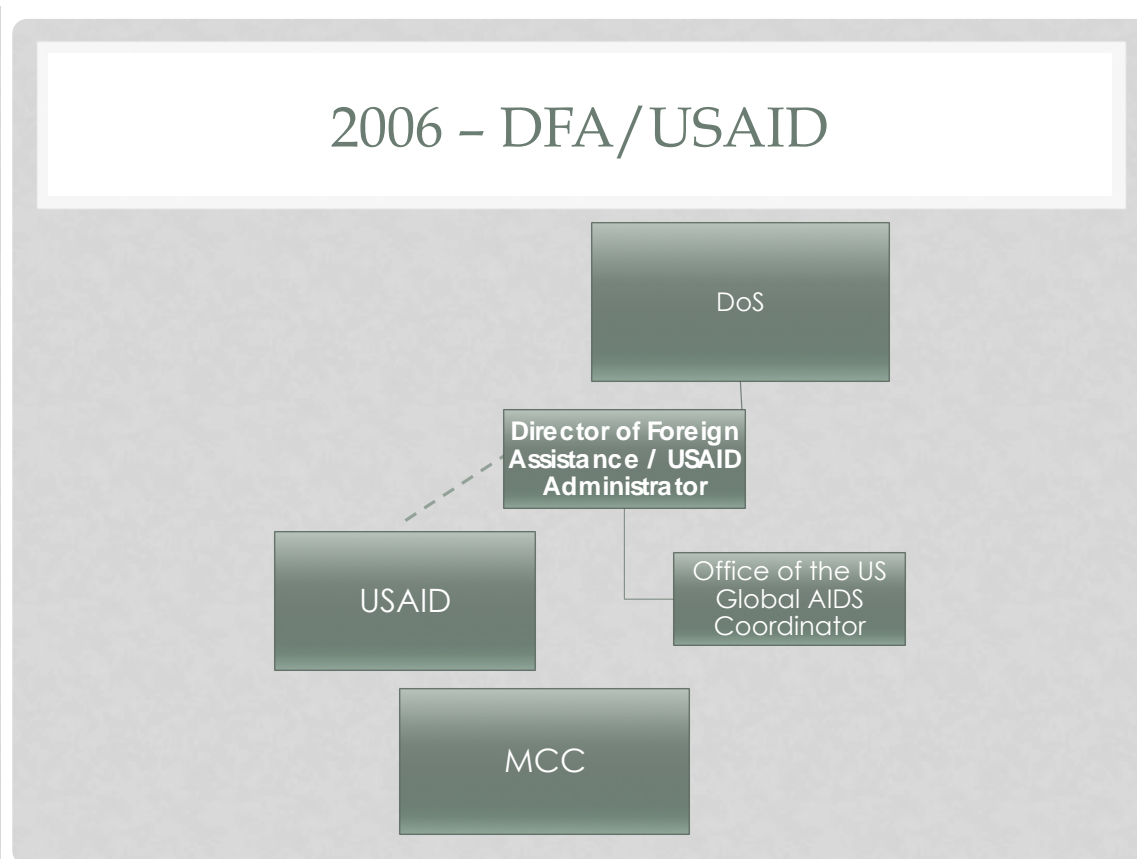 2006 – DFA/USAID
DoS
Director of Foreign
Assistance / USAID
Administrator
USAID
Office of the US
Global AIDS
Coordinator
MCC